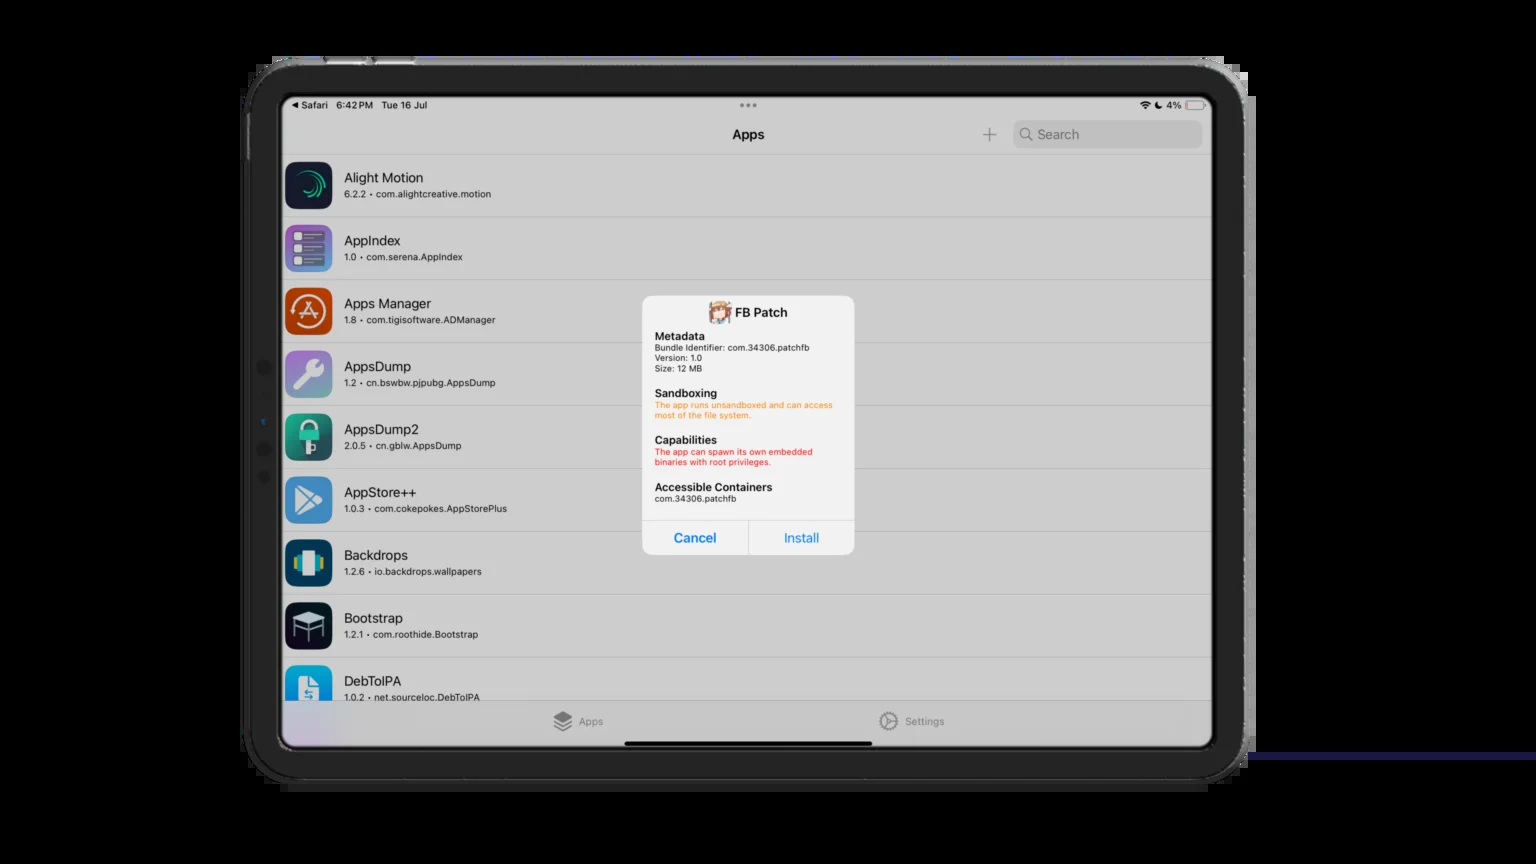 ◀ Safari 6:42 PM Tue 16 Jul
4%
Apps
Search
Alight Motion
6.2.2 • com.alightcreative.motion
AppIndex
1.0 • com.serena.AppIndex
Apps Manager
1.8 • com.tigisoftware.ADManager
AppsDump
1.2 • cn.bswbw.pjpubg.AppsDump
AppsDump2
2.0.5 • cn.gblw.AppsDump
AppStore++
1.0.3 • com.cokepokes.AppStorePlus
Backdrops
1.2.6 • io.backdrops.wallpapers
Bootstrap
1.2.1 • com.roothide.Bootstrap
DebToIPA
1.0.2 • net.sourceloc.DebToIPA
FB Patch
Metadata
Bundle Identifier: com.34306.patchfb
Version: 1.0
Size: 12 MB
Sandboxing
The app runs unsandboxed and can access
most of the file system.
Capabilities
The app can spawn its own embedded
binaries with root privileges.
Accessible Containers
com.34306.patchfb
Cancel
Install
Apps
Settings